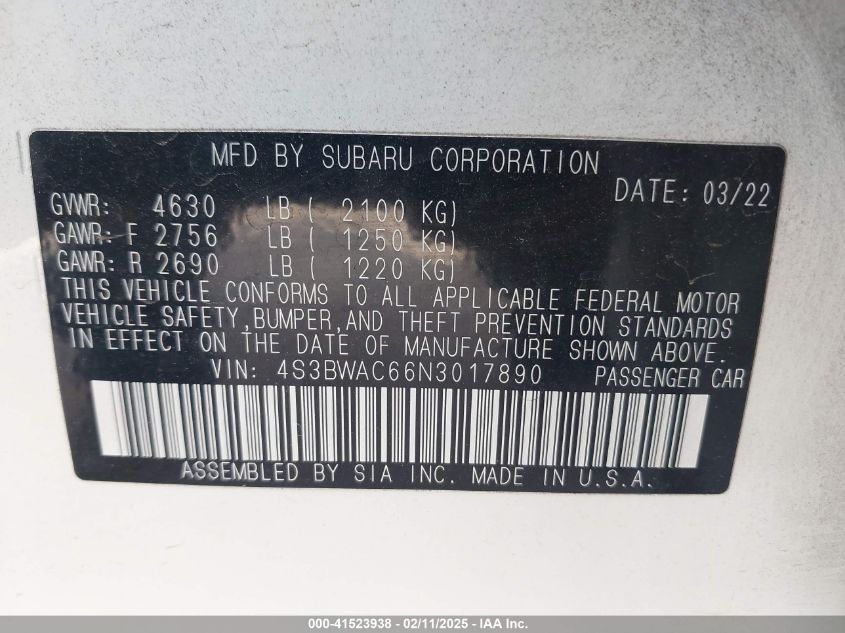 MFD BY SUBARU CORPORATION
DATE: 03/22
GVWR: 4630 LB ( 2100 KG)
GAWR: F 2756 LB ( 1250 KG)
GAWR: R 2690 LB ( 1220 KG)
THIS VEHICLE CONFORMS TO ALL APPLICABLE FEDERAL MOTOR
VEHICLE SAFETY,BUMPER,AND THEFT PREVENTION STANDARDS
IN EFFECT ON THE DATE OF MANUFACTURE SHOWN ABOVE.
VIN: 4S3BWAC66N3017890 PASSENGER CAR
ASSEMBLED BY SIA INC. MADE IN U.S.A.
000-41523938 - 02/11/2025 - IAA Inc.